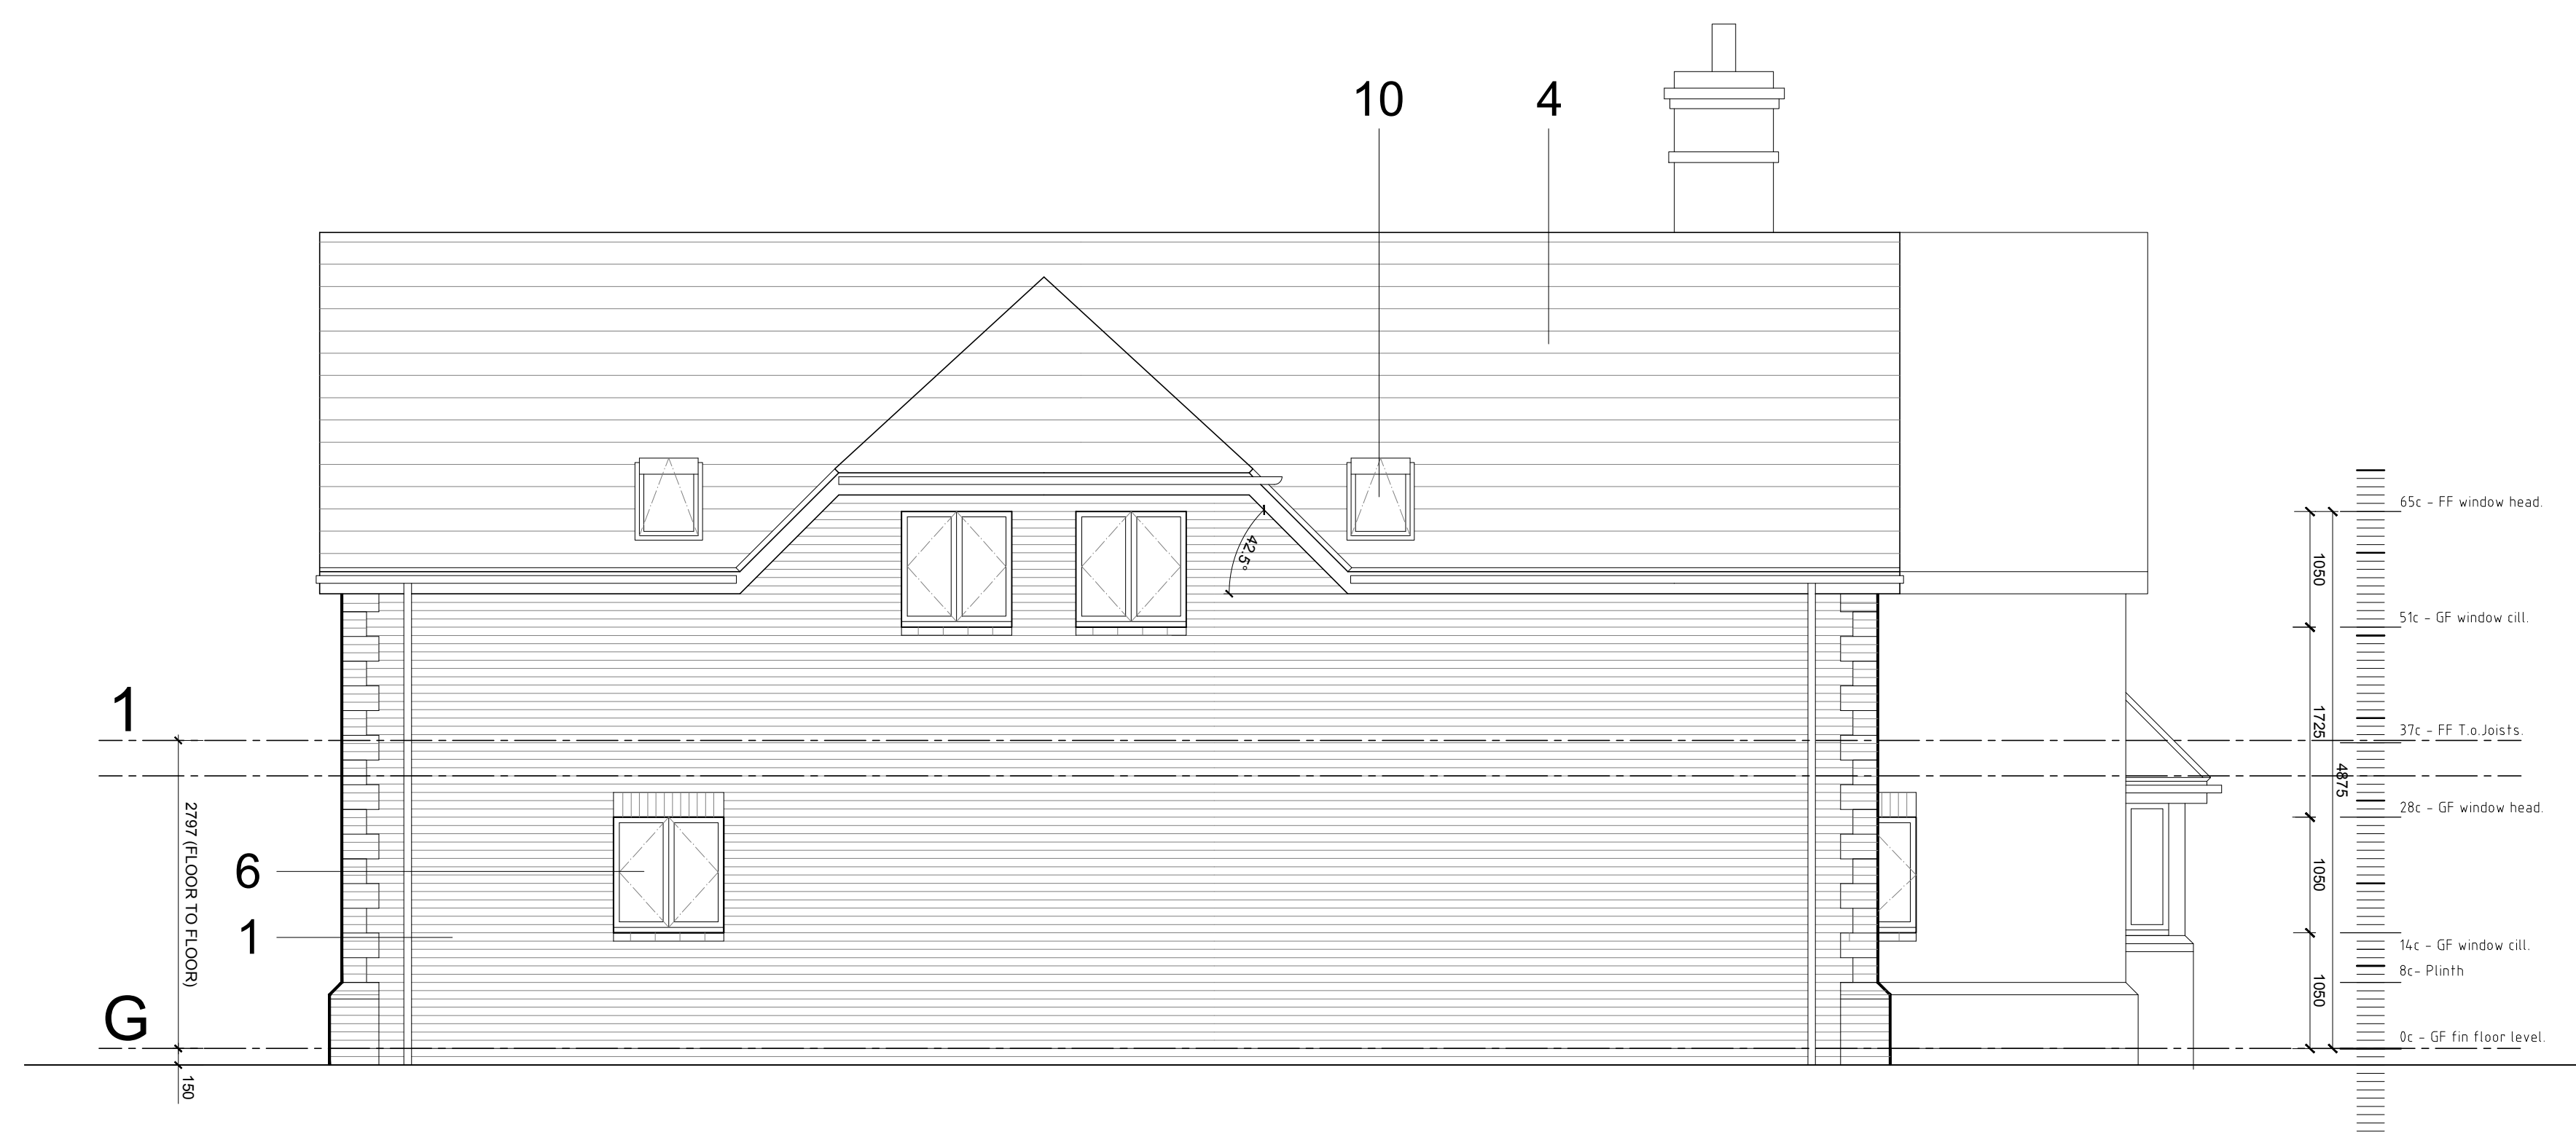 10
4
65c - FF window head.
1050
42.5°
51c - GF window cill.
1
1725
37c - FF T.o.Joists.
4875
2797 (FLOOR TO FLOOR)
28c - GF window head.
6
1050
1
14c - GF window cill.
8c- Plinth
1050
G
0c - GF fin floor level.
150